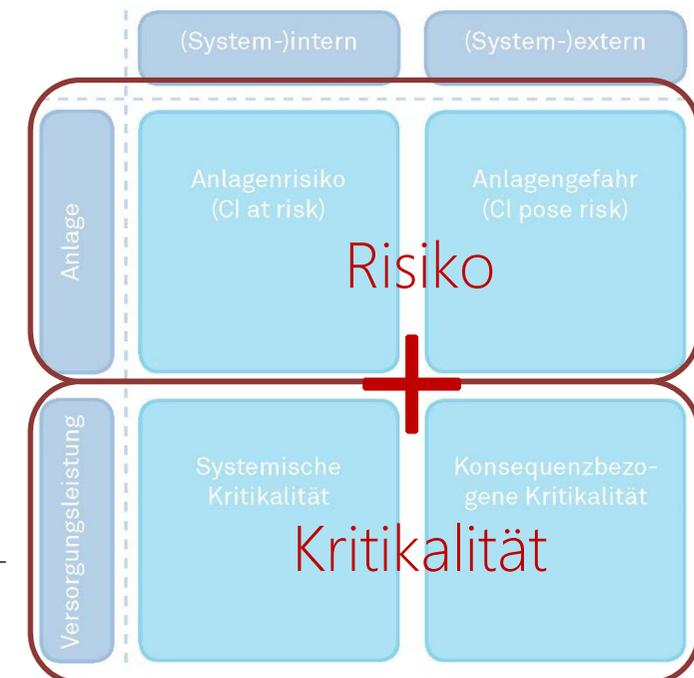 (System-)intern
(System-)extern
Anlage
Anlagenrisiko
(CI at risk)
Anlagengefahr
(CI pose risk)
Risiko
Versorgungsleistung
Systemische
Kritikalität
Konsequenzbezo-
gene Kritikalität
Kritikalität